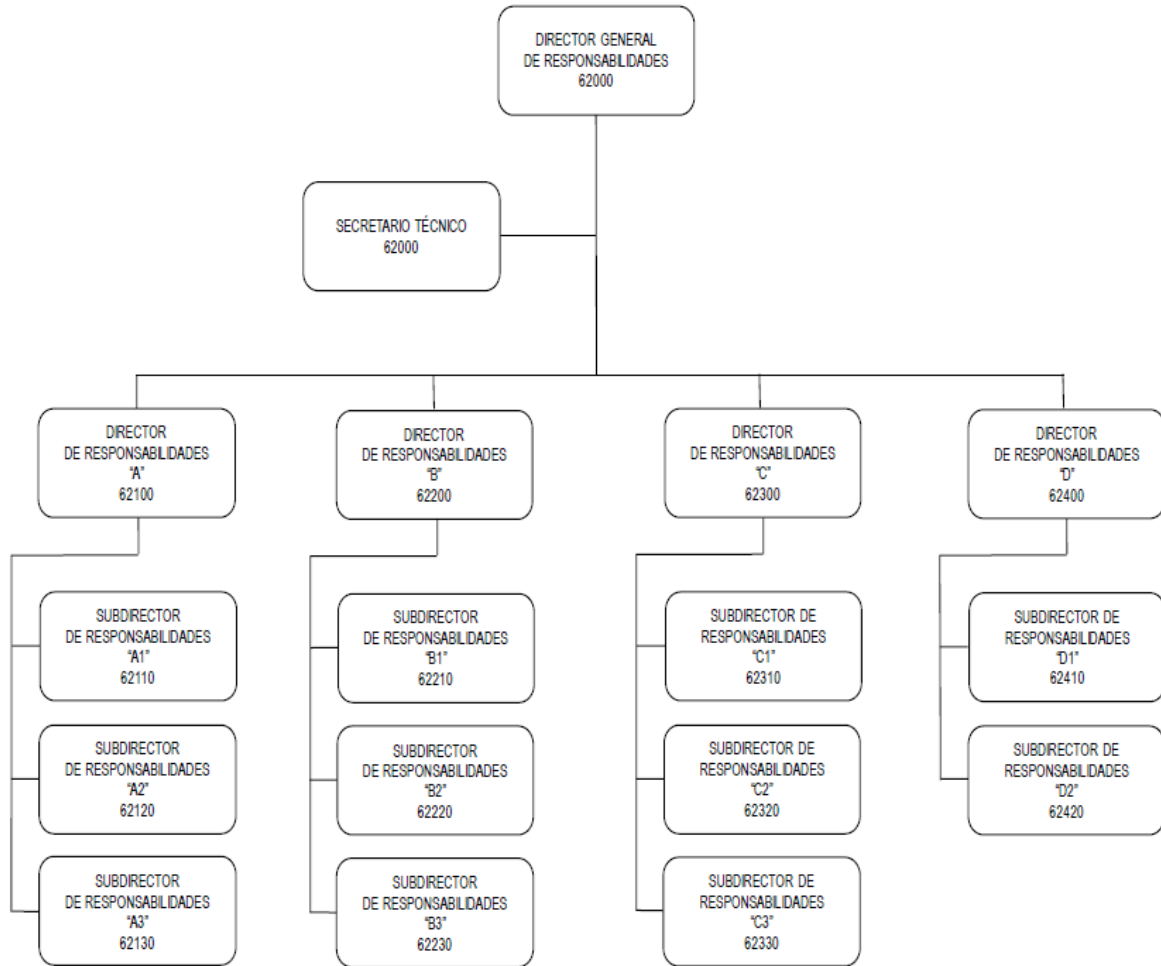 DIRECTOR GENERAL
DE RESPONSABILIDADES
62000
SECRETARIO TÉCNICO
62000
DIRECTOR
DE RESPONSABILIDADES
"A"
62100
DIRECTOR
DE RESPONSABILIDADES
"B"
62200
DIRECTOR
DE RESPONSABILIDADES
"C"
62300
DIRECTOR
DE RESPONSABILIDADES
"D"
62400
SUBDIRECTOR
DE RESPONSABILIDADES
"A1"
62110
SUBDIRECTOR
DE RESPONSABILIDADES
"B1"
62210
SUBDIRECTOR DE
RESPONSABILIDADES
"C1"
62310
SUBDIRECTOR DE
RESPONSABILIDADES
"D1"
62410
SUBDIRECTOR
DE RESPONSABILIDADES
"A2"
62120
SUBDIRECTOR
DE RESPONSABILIDADES
"B2"
62220
SUBDIRECTOR DE
RESPONSABILIDADES
"C2"
62320
SUBDIRECTOR DE
RESPONSABILIDADES
"D2"
62420
SUBDIRECTOR
DE RESPONSABILIDADES
"A3"
62130
SUBDIRECTOR
DE RESPONSABILIDADES
"B3"
62230
SUBDIRECTOR DE
RESPONSABILIDADES
"C3"
62330